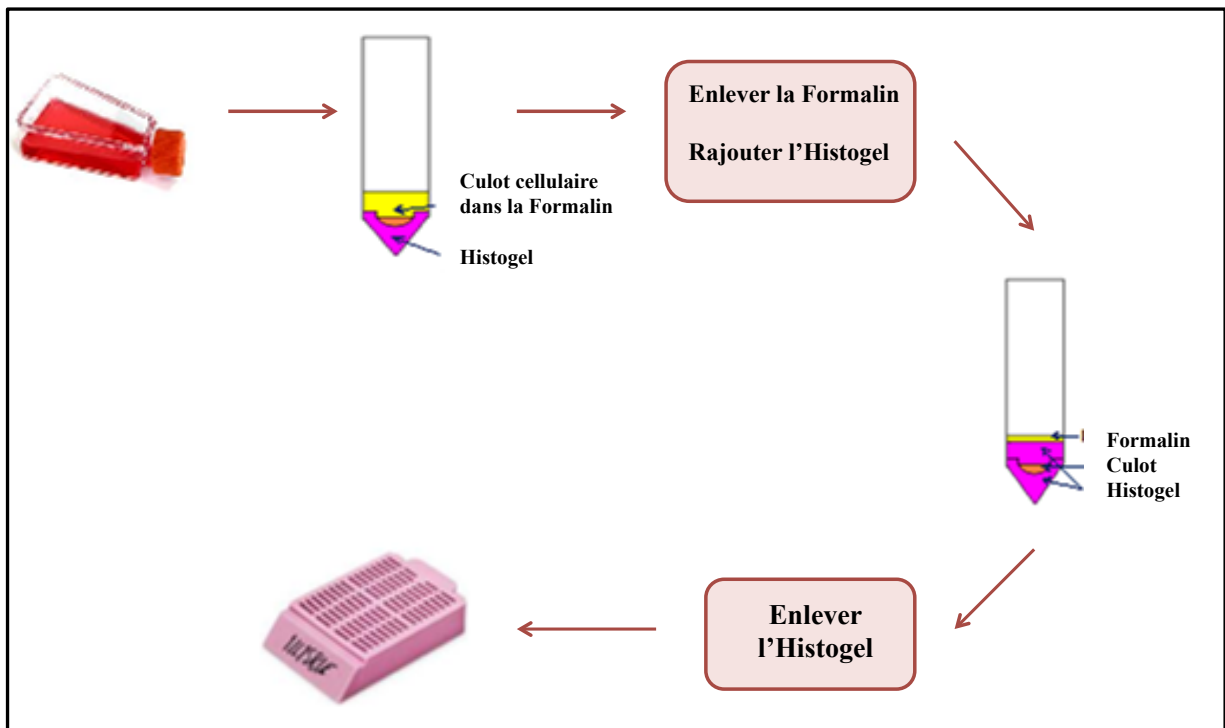 Enlever la Formalin
Rajouter l’Histogel
Culot cellulaire
dans la Formalin
Histogel
Formalin
Culot
Histogel
Enlever
l’Histogel